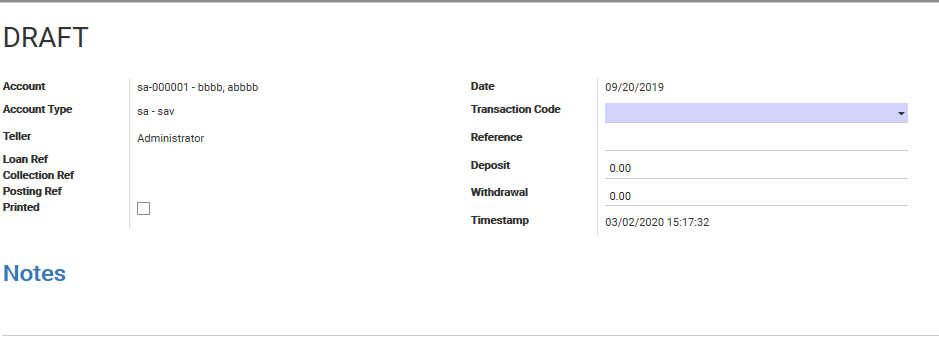 DRAFT
Account sa-000001 - bbbb, abbbb
Account Type sa - sav
Teller Administrator
Loan Ref
Collection Ref
Posting Ref
Printed
Date 09/20/2019
Transaction Code
Reference
Deposit 0.00
Withdrawal 0.00
Timestamp 03/02/2020 15:17:32
Notes